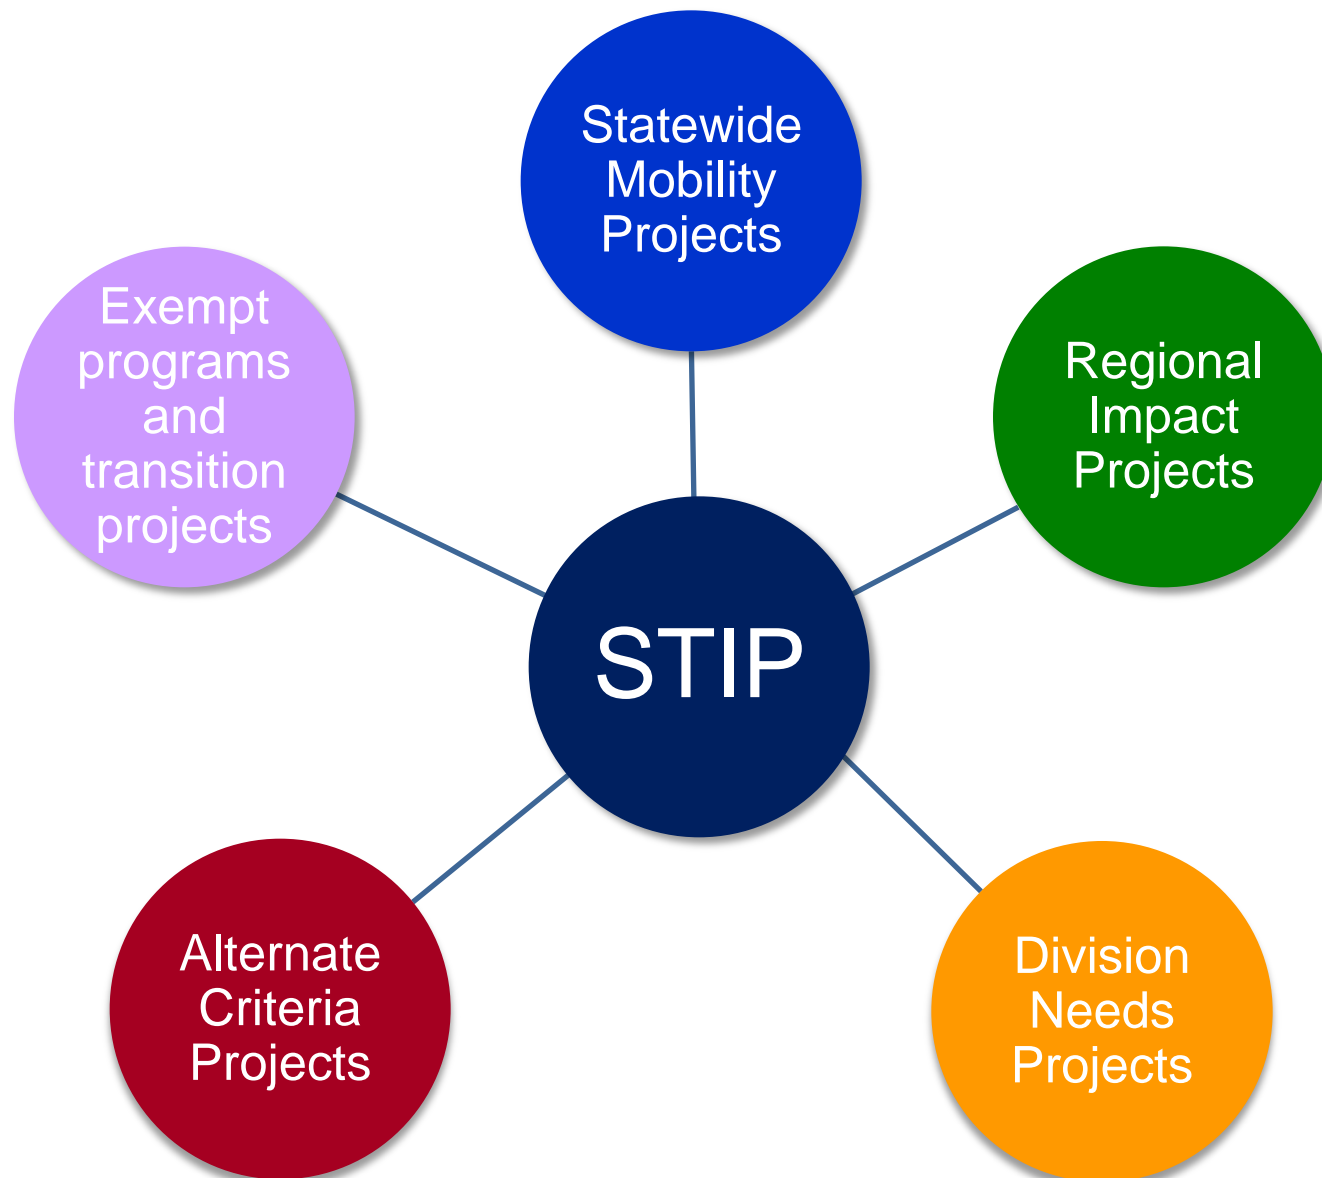 Statewide
Mobility
Projects
Exempt
programs
and
transition
projects
Regional
Impact
Projects
STIP
Alternate
Criteria
Projects
Division
Needs
Projects